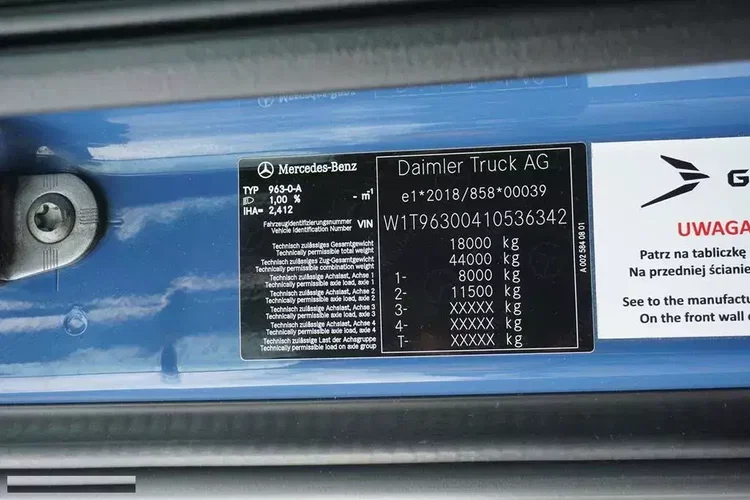 Mercedes-Benz
Daimler Truck AG
TYP 963-0-A
1,00 % - m⁻¹
IHA= 2,412
e1*2018/858*00039
Fahrzeugidentifizierungsnummer
Vehicle Identification Number VIN
W1T96300410536342
Technisch zulässiges Gesamtgewicht
Technically permissible total weight
18000 kg
Technisch zulässiges Zug-Gesamtgewicht
Technically permissible combination weight
44000 kg
Technisch zulässige Achslast, Achse 1
Technically permissible axle load, axle 1
1- 8000 kg
Technisch zulässige Achslast, Achse 2
Technically permissible axle load, axle 2
2- 11500 kg
Technisch zulässige Achslast, Achse 3
Technically permissible axle load, axle 3
3- XXXXX kg
Technisch zulässige Achslast, Achse 4
Technically permissible axle load, axle 4
4- XXXXX kg
Technisch zulässige Last der Achsgruppe
Technically permissible load on axle group
T- XXXXX kg
A 002 584 08 01
G
UWAGA
Patrz na tabliczkę
Na przedniej ścianie
See to the manufactu
On the front wall